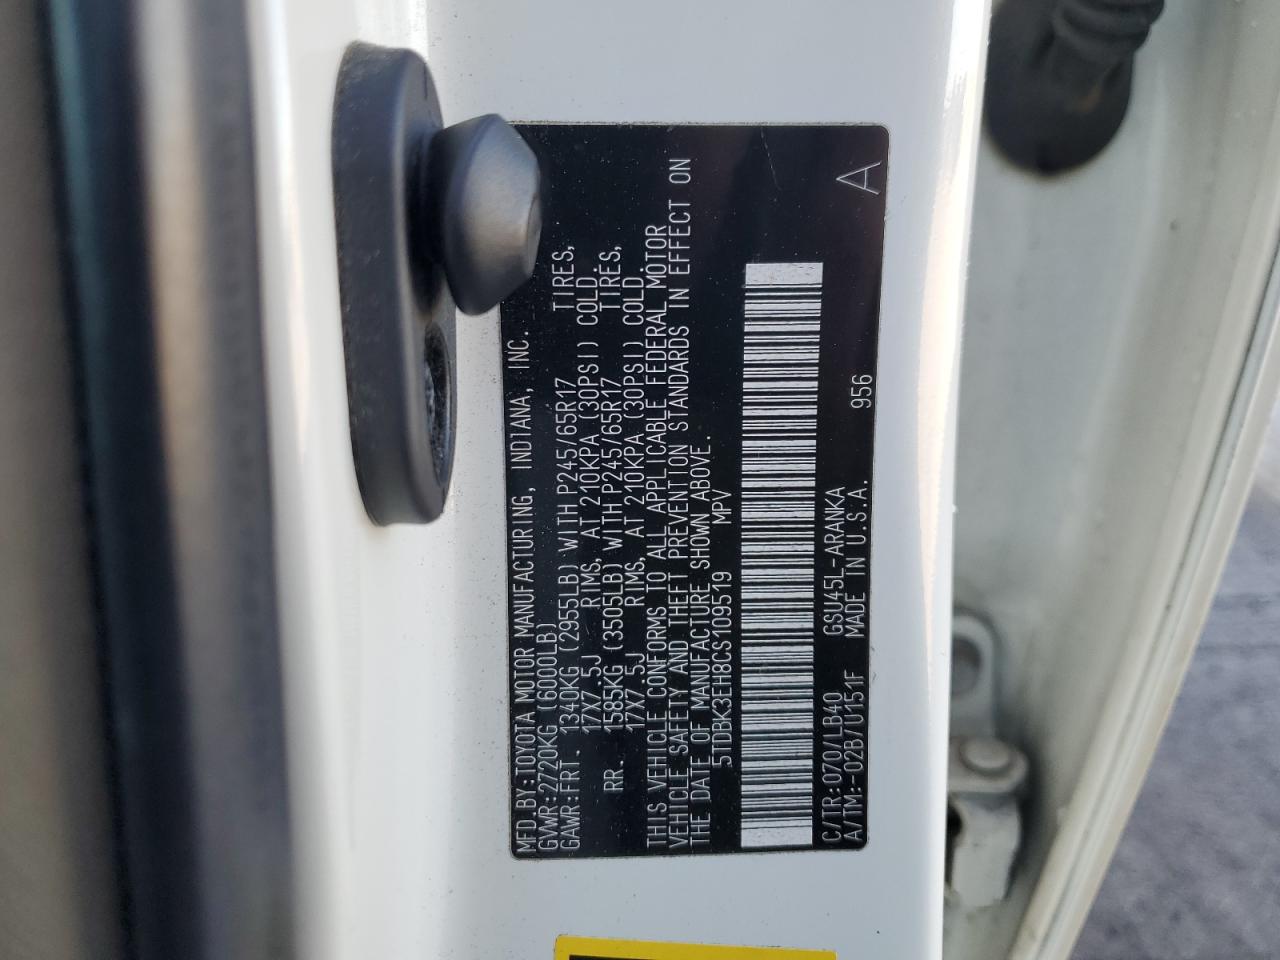 MFD.BY:TOYOTA MOTOR MANUFACTURING, INDIANA, INC.
GVWR:2720KG (6000LB)
GAWR:FRT. 1340KG (2955LB) WITH P245/65R17 TIRES,
17X7.5J RIMS, AT 210KPA (30PSI) COLD.
RR. 1585KG (3505LB) WITH P245/65R17 TIRES,
17X7.5J RIMS, AT 210KPA (30PSI) COLD.
THIS VEHICLE CONFORMS TO ALL APPLICABLE FEDERAL MOTOR
VEHICLE SAFETY AND THEFT PREVENTION STANDARDS IN EFFECT ON
THE DATE OF MANUFACTURE SHOWN ABOVE.
5TDBK3EH8CS109519 MPV
C/TR:070/LB40 GSU45L-ARANKA
A/TM:-02B/U151F MADE IN U.S.A. 956
A